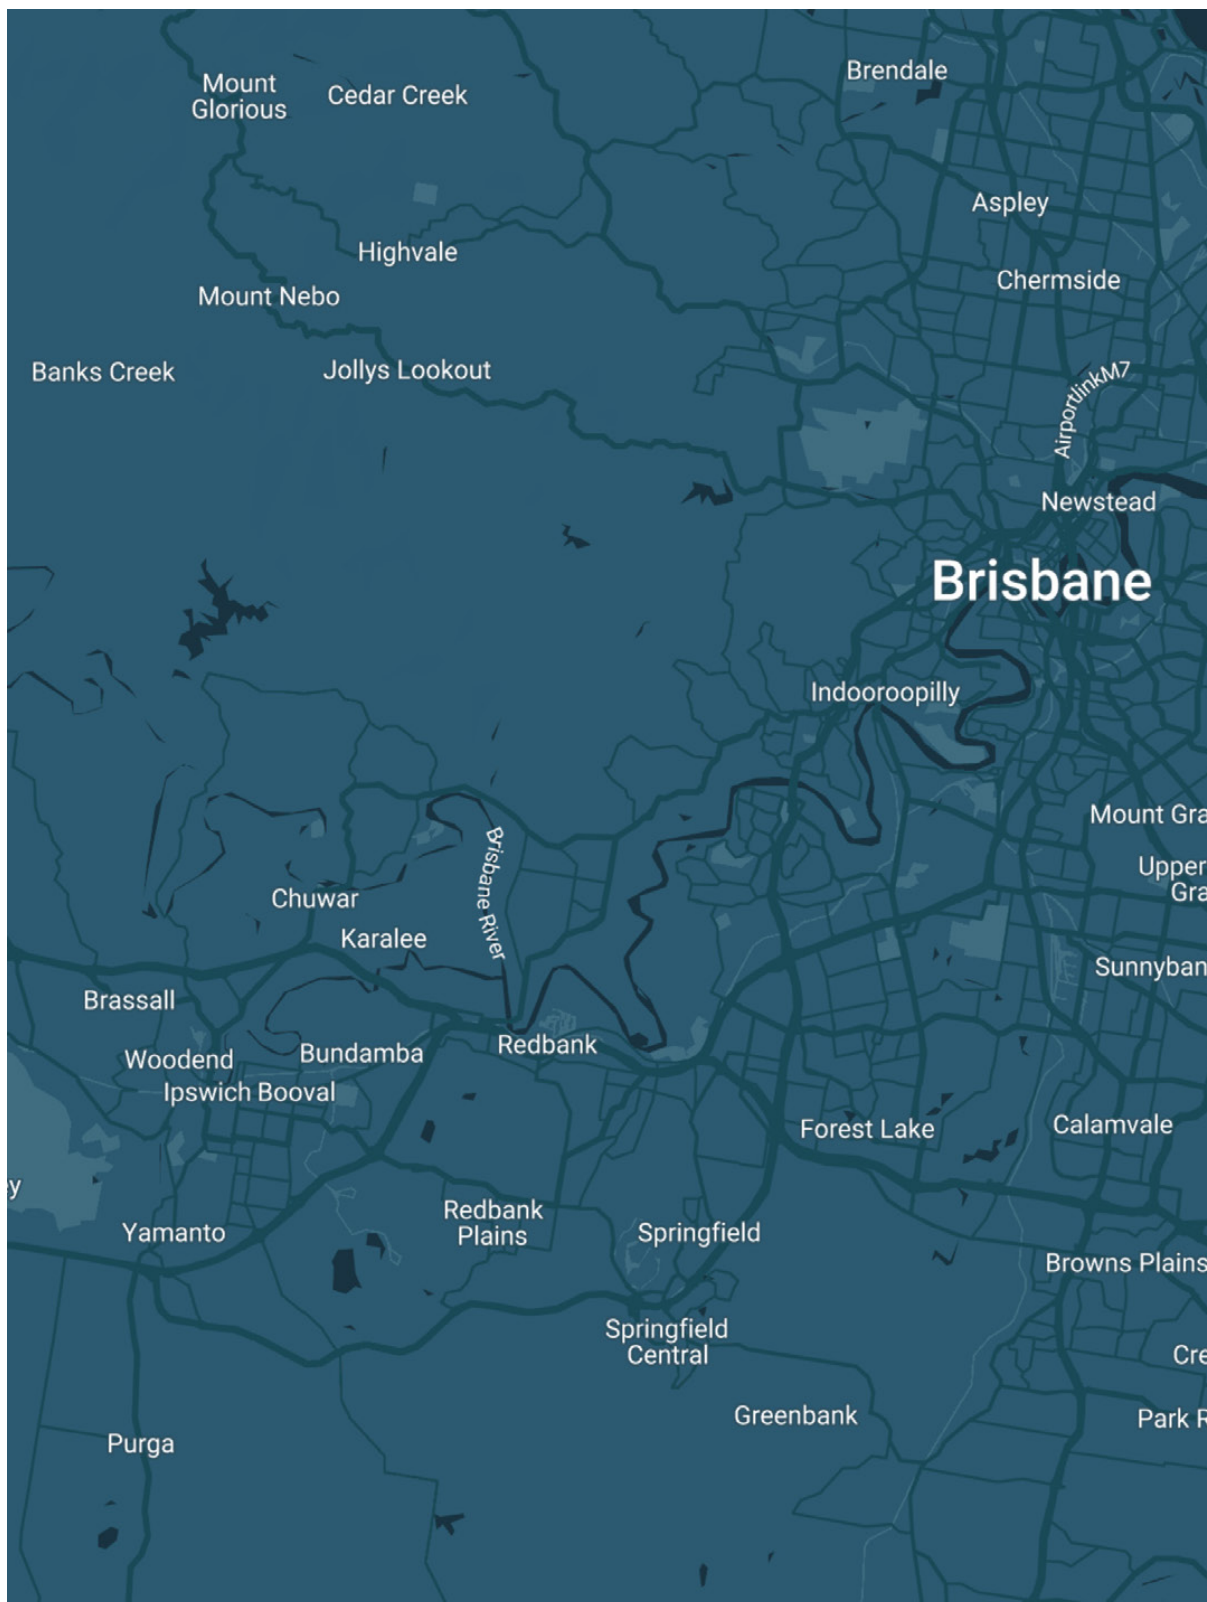 Brendale
Mount
Glorious
Cedar Creek
Aspley
Highvale
Chermside
Mount Nebo
Banks Creek
Jollys Lookout
AirportlinkM7
Newstead
Brisbane
Indooroopilly
Mount Gra
Upper
Gra
Brisbane River
Chuwar
Karalee
Sunnyban
Brassall
Redbank
Woodend
Bundamba
Ipswich Booval
Forest Lake
Calamvale
ey
Redbank
Plains
Yamanto
Springfield
Browns Plains
Springfield
Central
Cre
Greenbank
Park R
Purga